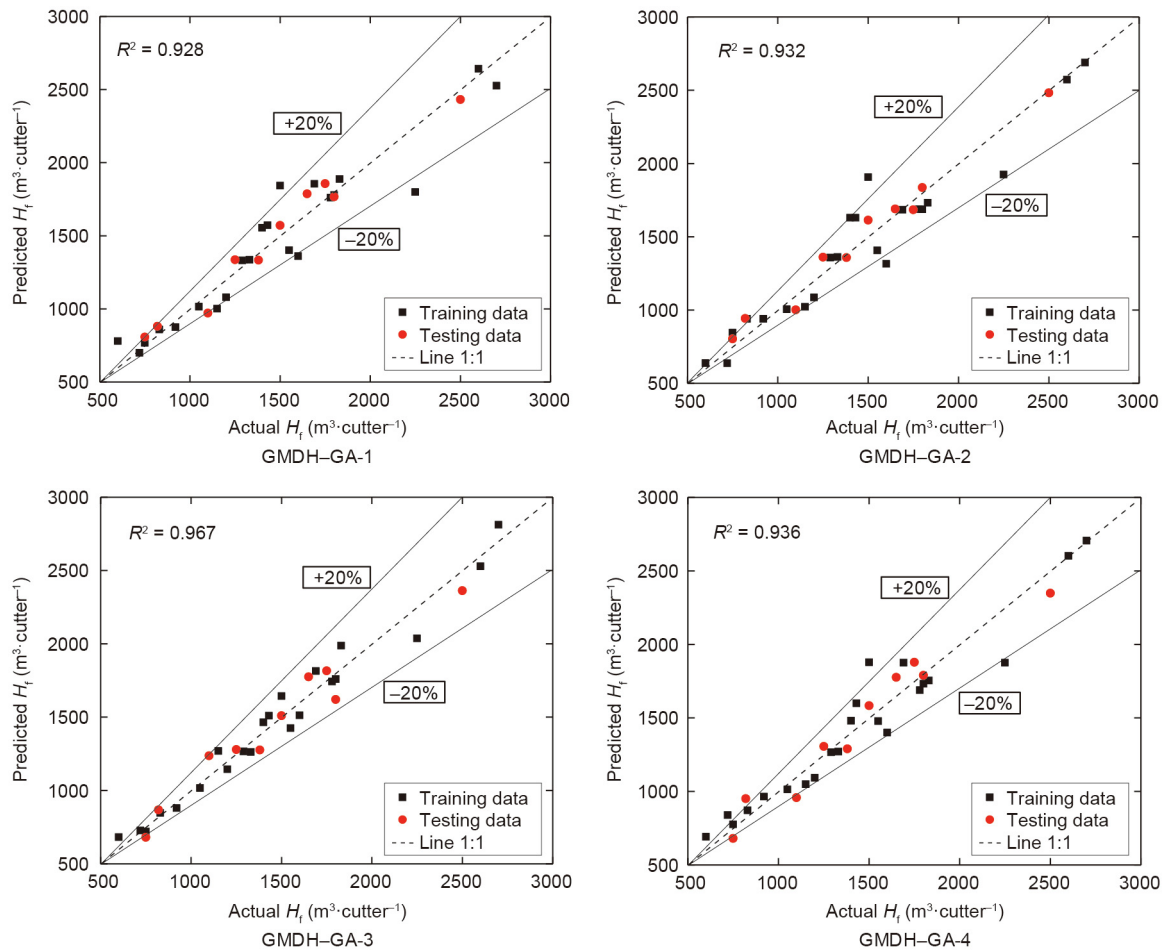 3000
2500
2000
1500
1000
500
Predicted Hf (m³·cutter⁻¹)
R² = 0.928
+20%
–20%
Training data
Testing data
Line 1:1
500 1000 1500 2000 2500 3000
Actual Hf (m³·cutter⁻¹)
GMDH–GA-1
3000
2500
2000
1500
1000
500
Predicted Hf (m³·cutter⁻¹)
R² = 0.932
+20%
–20%
Training data
Testing data
Line 1:1
500 1000 1500 2000 2500 3000
Actual Hf (m³·cutter⁻¹)
GMDH–GA-2
3000
2500
2000
1500
1000
500
Predicted Hf (m³·cutter⁻¹)
R² = 0.967
+20%
–20%
Training data
Testing data
Line 1:1
500 1000 1500 2000 2500 3000
Actual Hf (m³·cutter⁻¹)
GMDH–GA-3
3000
2500
2000
1500
1000
500
Predicted Hf (m³·cutter⁻¹)
R² = 0.936
+20%
–20%
Training data
Testing data
Line 1:1
500 1000 1500 2000 2500 3000
Actual Hf (m³·cutter⁻¹)
GMDH–GA-4